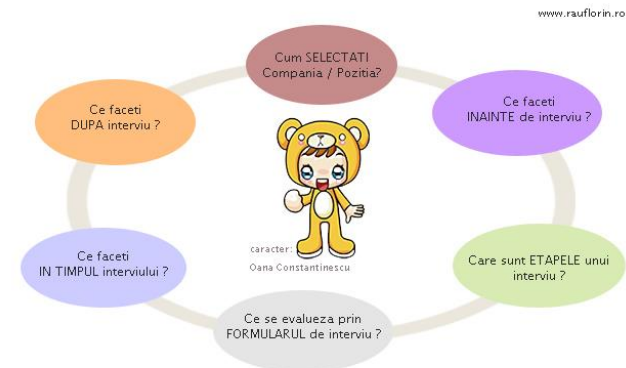 www.rauflorin.ro
Cum SELECTATI
Compania / Pozitia?
Ce faceti
INAINTE de interviu ?
Care sunt ETAPELE unui
interviu ?
Ce se evalueza prin
FORMULARUL de interviu ?
Ce faceti
IN TIMPUL interviului ?
Ce faceti
DUPA interviu ?
caracter:
Oana Constantinescu